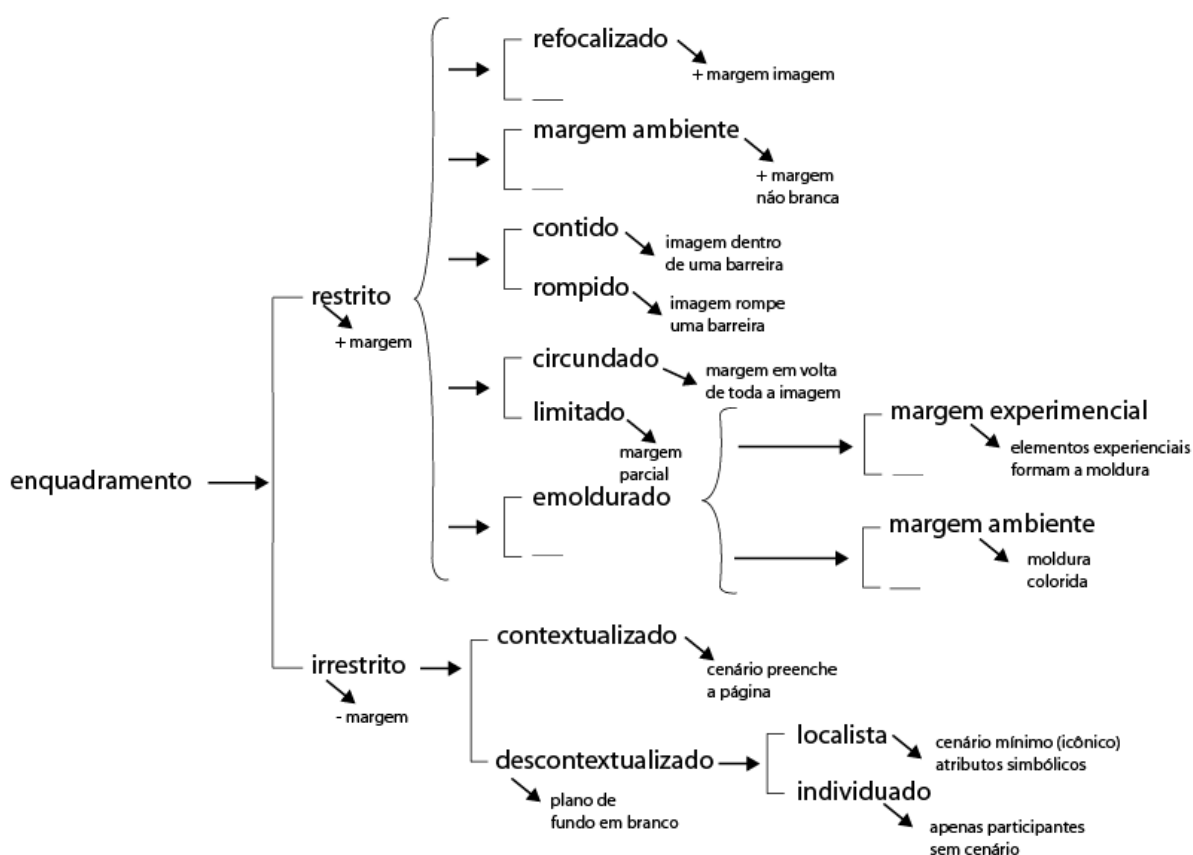 refocalizado
+ margem imagem
margem ambiente
+ margem
não branca
contido
imagem dentro
de uma barreira
rompido
imagem rompe
uma barreira
restrito
+ margem
circundado
margem em volta
de toda a imagem
limitado
margem
parcial
emoldurado
margem experimencial
elementos experienciais
formam a moldura
margem ambiente
moldura
colorida
enquadramento
irrestrito
- margem
contextualizado
cenário preenche
a página
descontextualizado
plano de
fundo em branco
localista
cenário mínimo (icônico)
atributos simbólicos
individuado
apenas participantes
sem cenário